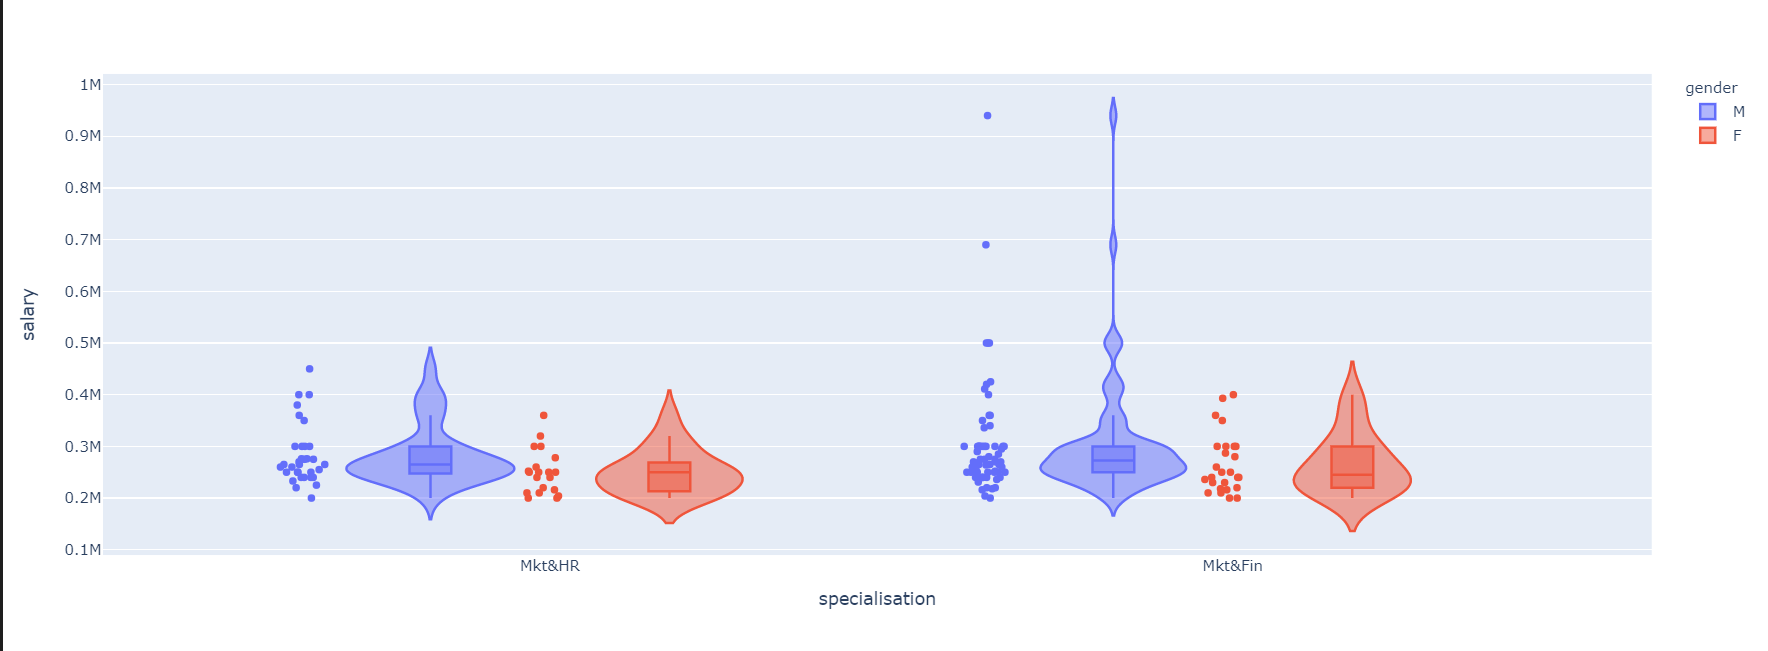 gender
M
F
1M
0.9M
0.8M
0.7M
0.6M
0.5M
0.4M
0.3M
0.2M
0.1M
salary
Mkt&HR
Mkt&Fin
specialisation